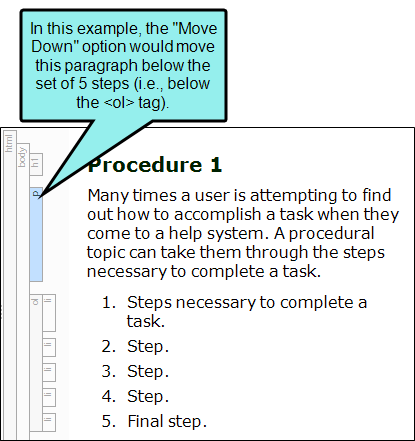 In this example, the "Move
Down" option would move
this paragraph below the
set of 5 steps (i.e., below
the <ol> tag).
html
body
h1
Procedure 1
p
Many times a user is attempting to find
out how to accomplish a task when they
come to a help system. A procedural
topic can take them through the steps
necessary to complete a task.
ol
li
1. Steps necessary to complete a
task.
li
2. Step.
li
3. Step.
li
4. Step.
li
5. Final step.